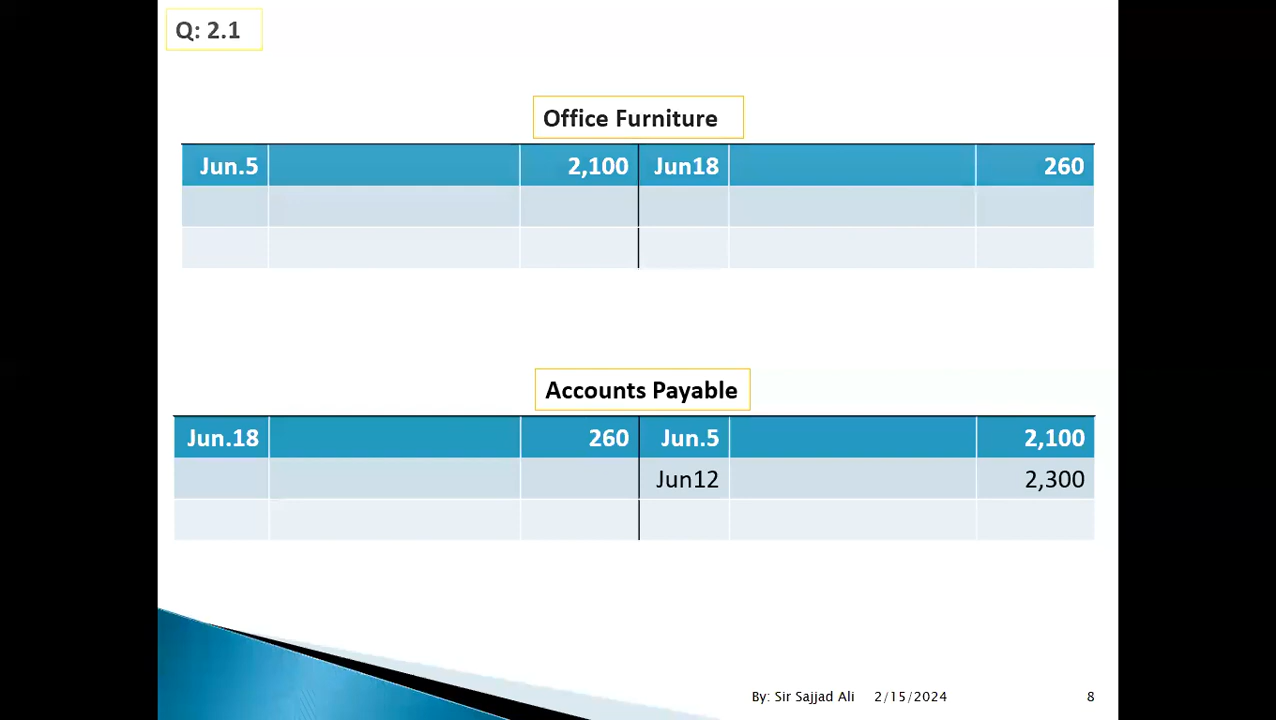 Q: 2.1
Office Furniture
Jun.5 2,100 Jun18 260
Accounts Payable
Jun.18 260 Jun.5 2,100
Jun12 2,300
By: Sir Sajjad Ali 2/15/2024 8